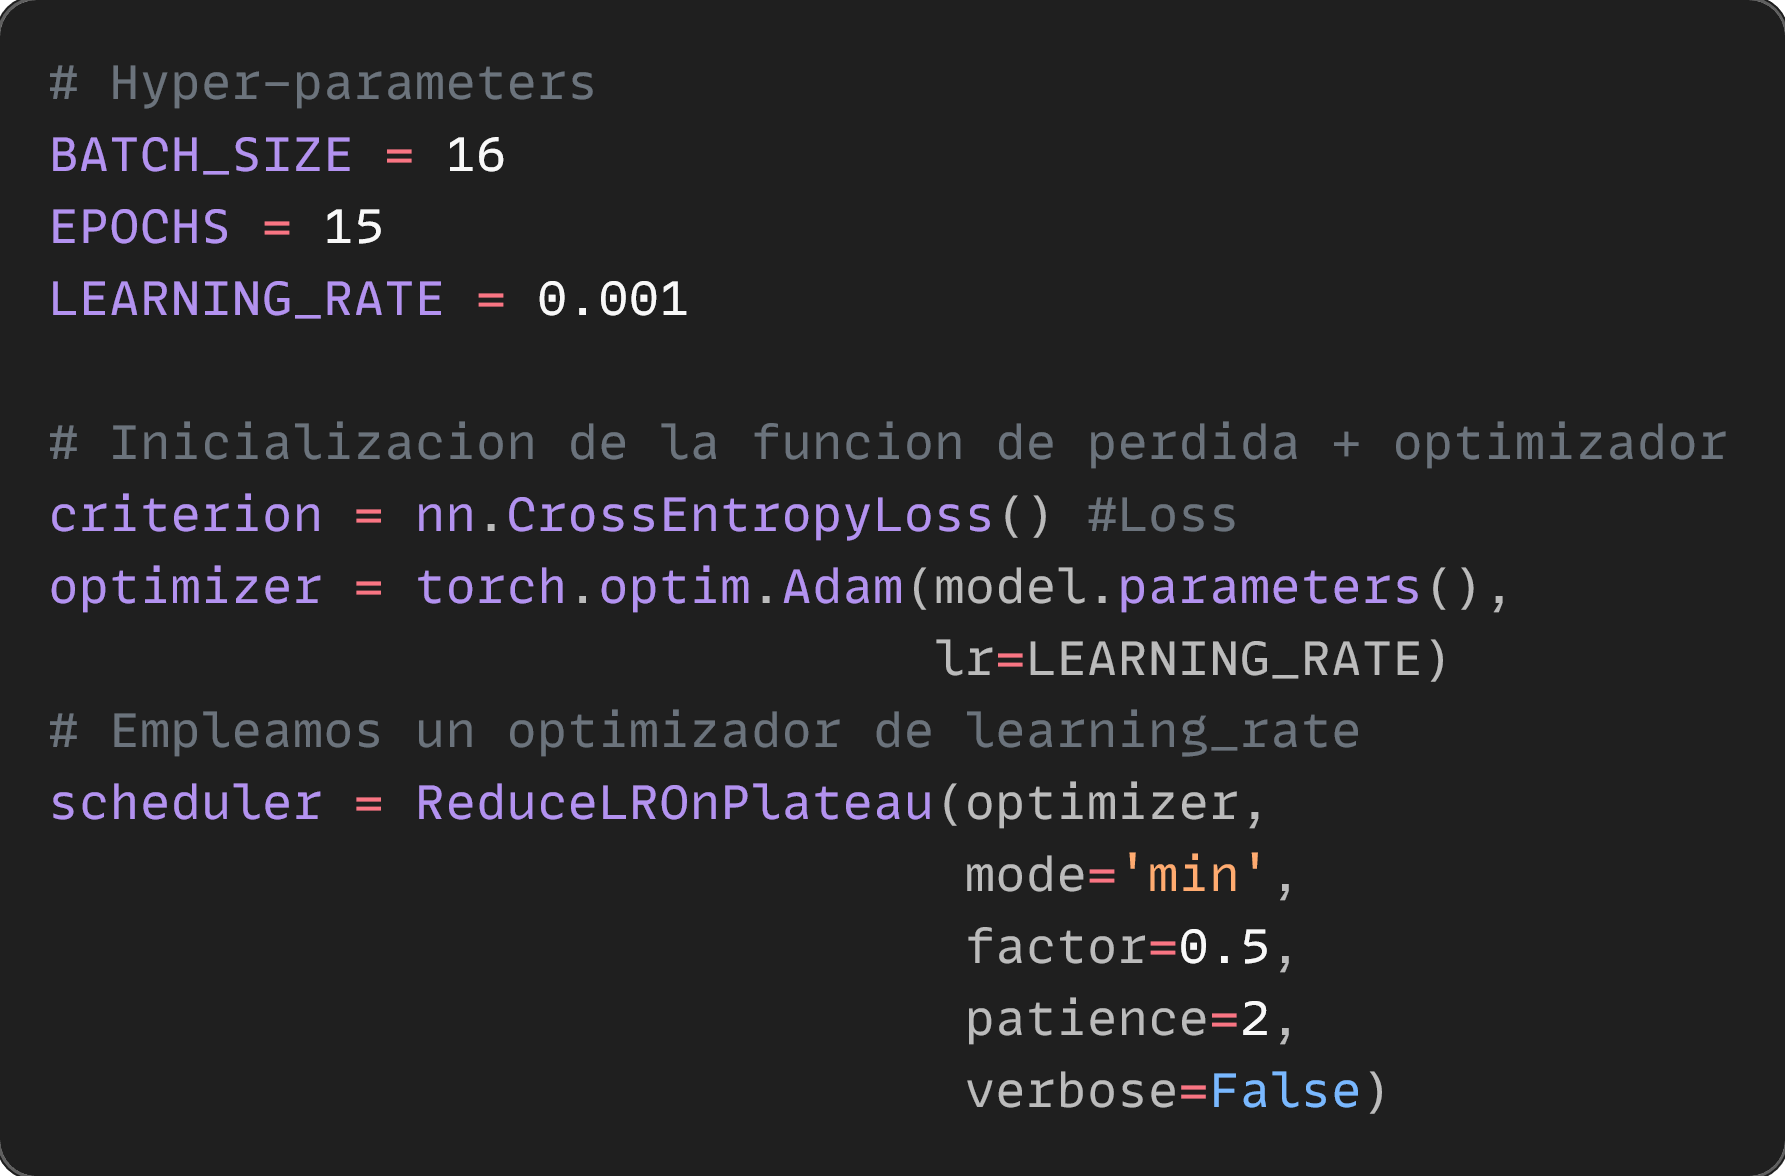 # Hyper-parameters
BATCH_SIZE = 16
EPOCHS = 15
LEARNING_RATE = 0.001
# Inicializacion de la funcion de perdida + optimizador
criterion = nn.CrossEntropyLoss() #Loss
optimizer = torch.optim.Adam(model.parameters(),
lr=LEARNING_RATE)
# Empleamos un optimizador de learning_rate
scheduler = ReduceLROnPlateau(optimizer,
mode='min',
factor=0.5,
patience=2,
verbose=False)